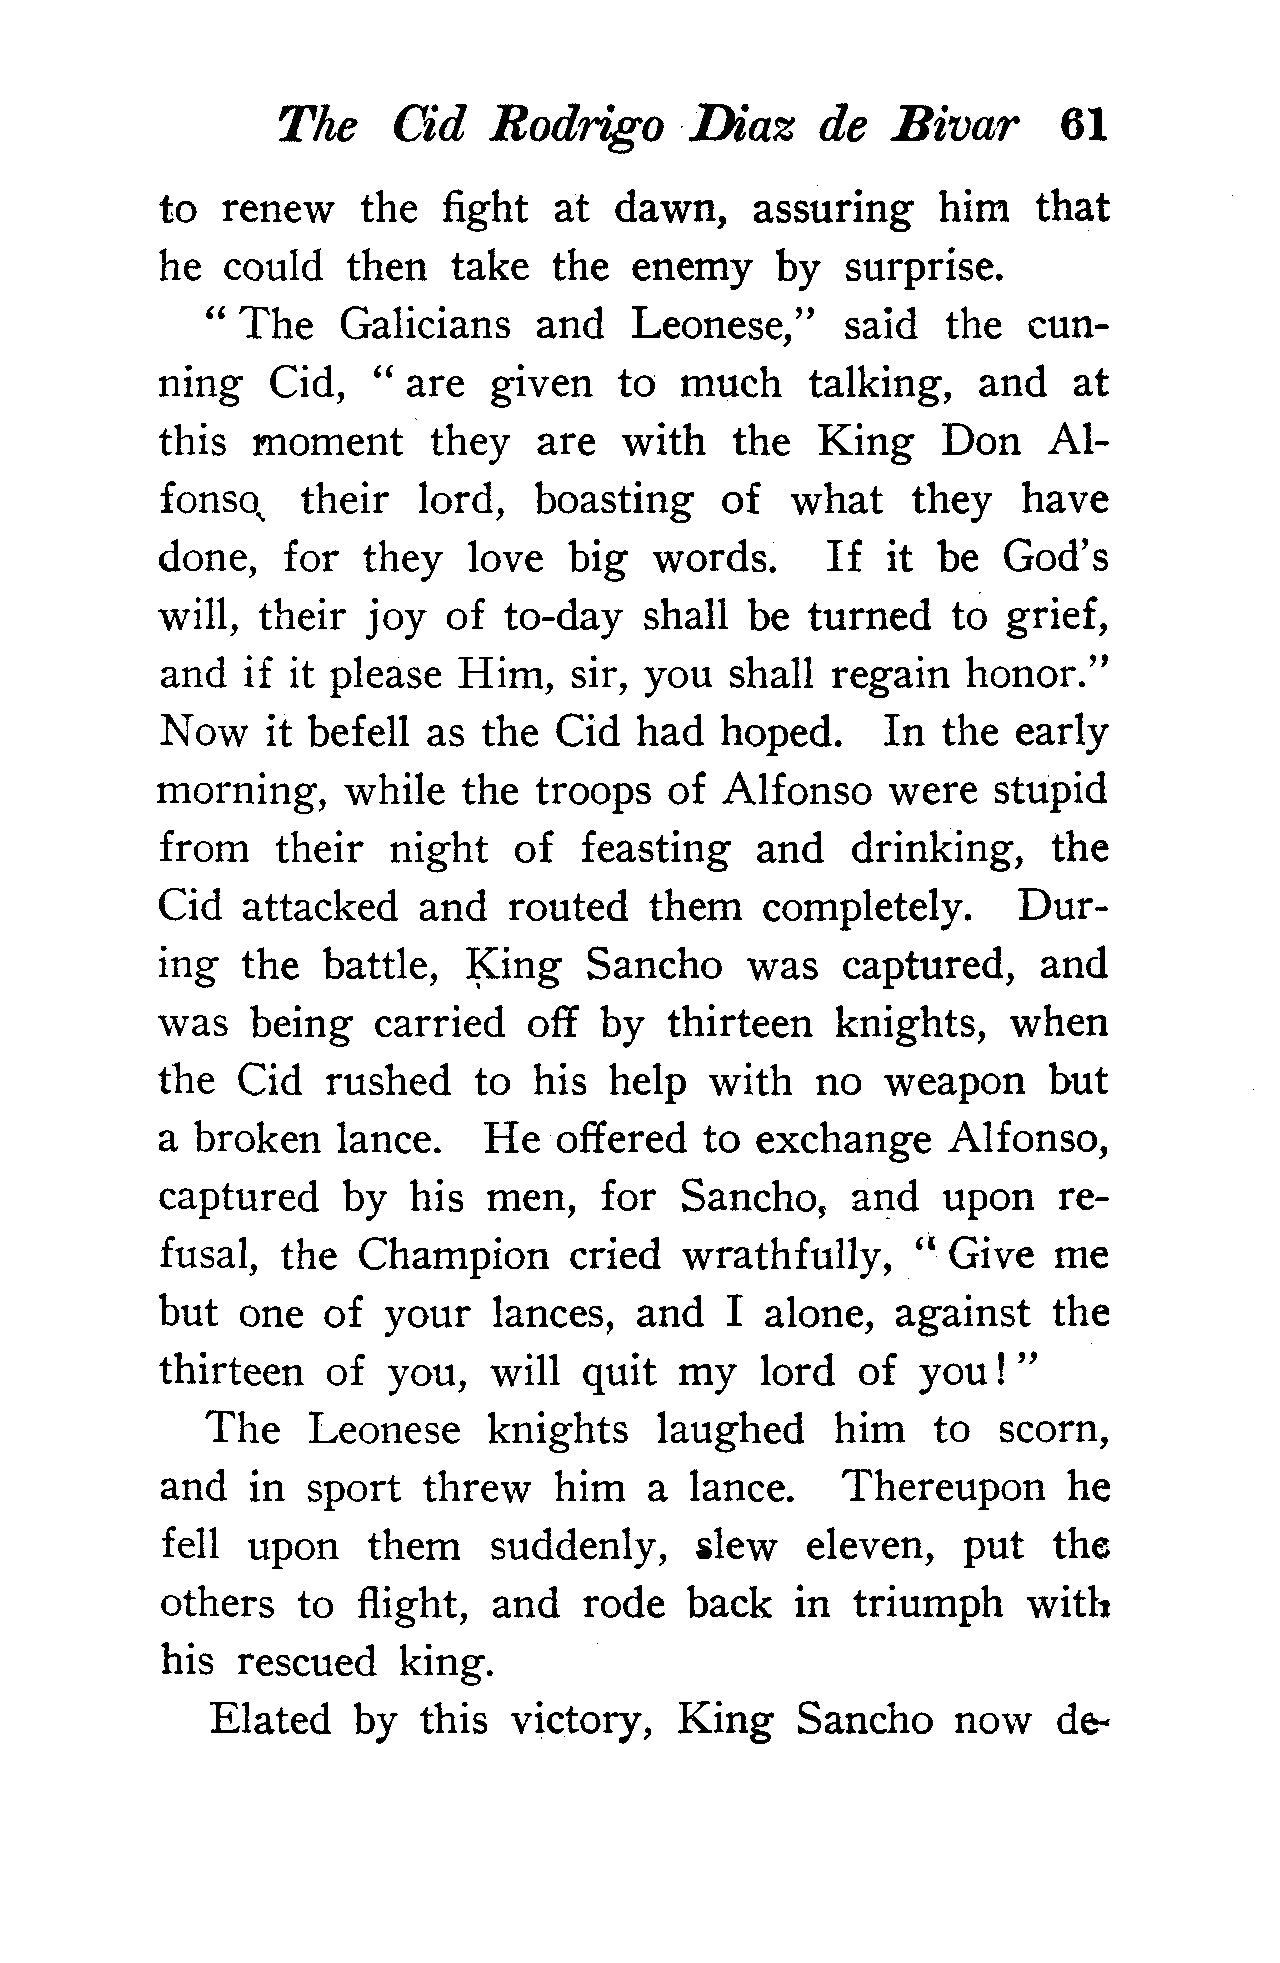 The Cid Rodrigo Diaz de Bivar 61
to renew the fight at dawn, assuring him that
he could then take the enemy by surprise.
“ The Galicians and Leonese,” said the cun-
ning Cid, “ are given to much talking, and at
this moment they are with the King Don Al-
fonso, their lord, boasting of what they have
done, for they love big words. If it be God’s
will, their joy of to-day shall be turned to grief,
and if it please Him, sir, you shall regain honor.”
Now it befell as the Cid had hoped. In the early
morning, while the troops of Alfonso were stupid
from their night of feasting and drinking, the
Cid attacked and routed them completely. Dur-
ing the battle, King Sancho was captured, and
was being carried off by thirteen knights, when
the Cid rushed to his help with no weapon but
a broken lance. He offered to exchange Alfonso,
captured by his men, for Sancho, and upon re-
fusal, the Champion cried wrathfully, “ Give me
but one of your lances, and I alone, against the
thirteen of you, will quit my lord of you ! ”
The Leonese knights laughed him to scorn,
and in sport threw him a lance. Thereupon he
fell upon them suddenly, slew eleven, put the
others to flight, and rode back in triumph with
his rescued king.
Elated by this victory, King Sancho now de-